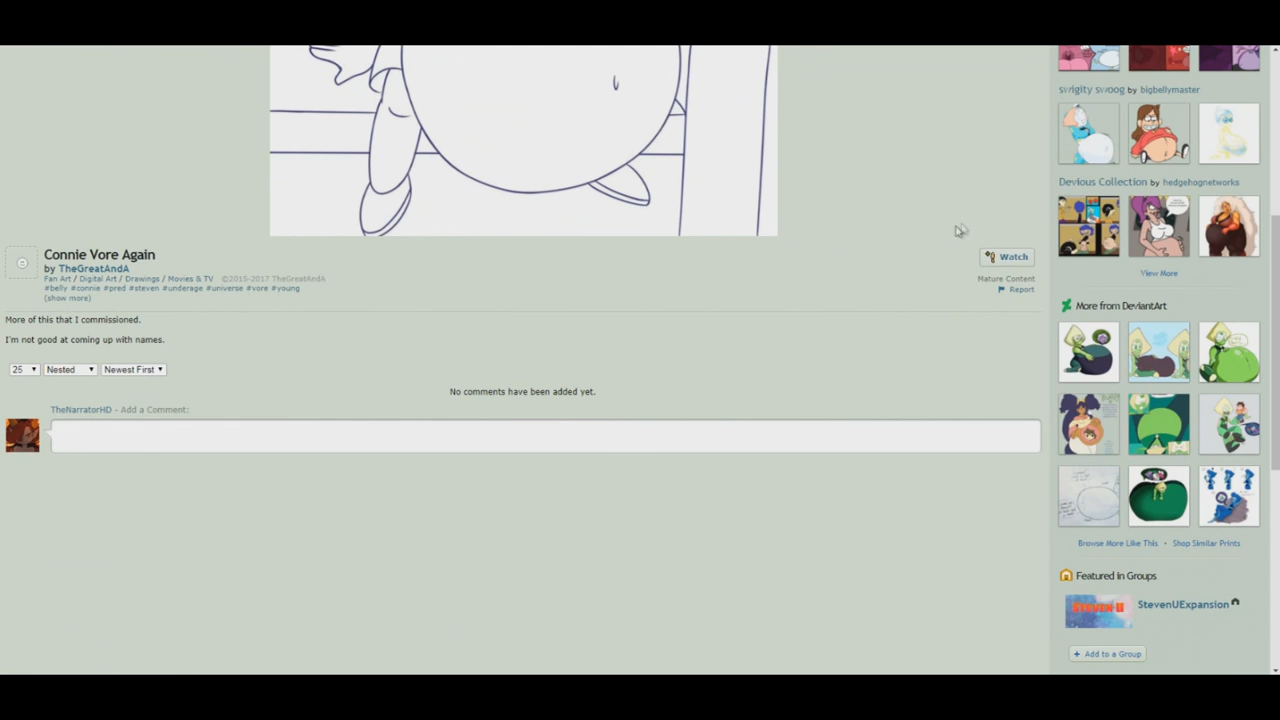 swigity swoog by bigbellymaster
Devious Collection by hedgehognetworks
View More
Connie Vore Again
by TheGreatAndA
Fan Art / Digital Art / Drawings / Movies & TV ©2015-2017 TheGreatAndA
#belly #connie #pred #steven #underage #universe #vore #young
(show more)
Watch
Mature Content
Report
More from DeviantArt
More of this that I commissioned.
I'm not good at coming up with names.
25 Nested Newest First
No comments have been added yet.
TheNarratorHD - Add a Comment:
Browse More Like This • Shop Similar Prints
Featured in Groups
StevenUExpansion
+ Add to a Group